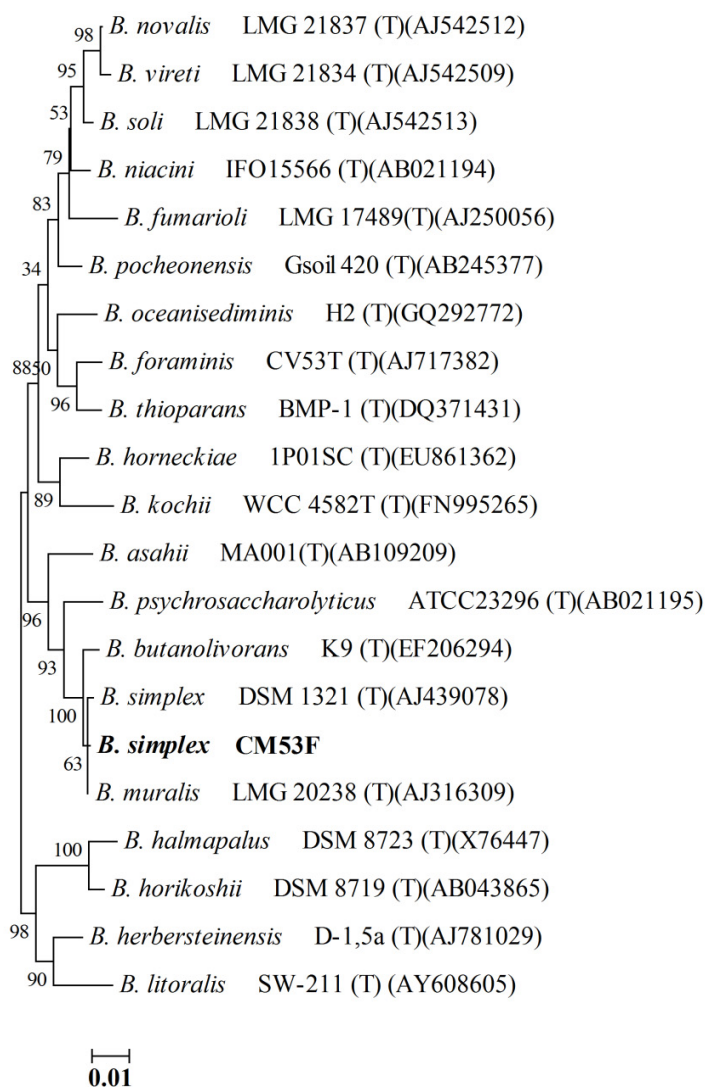 B. novalis LMG 21837 (T)(AJ542512)
98
B. vireti LMG 21834 (T)(AJ542509)
95
53
B. soli LMG 21838 (T)(AJ542513)
79
B. niacini IFO15566 (T)(AB021194)
83
B. fumarioli LMG 17489(T)(AJ250056)
34
B. pocheonensis Gsoil 420 (T)(AB245377)
B. oceanisediminis H2 (T)(GQ292772)
8850
B. foraminis CV53T (T)(AJ717382)
96
B. thioparans BMP-1 (T)(DQ371431)
B. horneckiae 1P01SC (T)(EU861362)
89
B. kochii WCC 4582T (T)(FN995265)
B. asahii MA001(T)(AB109209)
96
B. psychrosaccharolyticus ATCC23296 (T)(AB021195)
93
B. butanolivorans K9 (T)(EF206294)
B. simplex DSM 1321 (T)(AJ439078)
100
B. simplex CM53F
63
B. muralis LMG 20238 (T)(AJ316309)
B. halmapalus DSM 8723 (T)(X76447)
100
B. horikoshii DSM 8719 (T)(AB043865)
98
B. herbersteinensis D-1,5a (T)(AJ781029)
90
B. litoralis SW-211 (T) (AY608605)
0.01